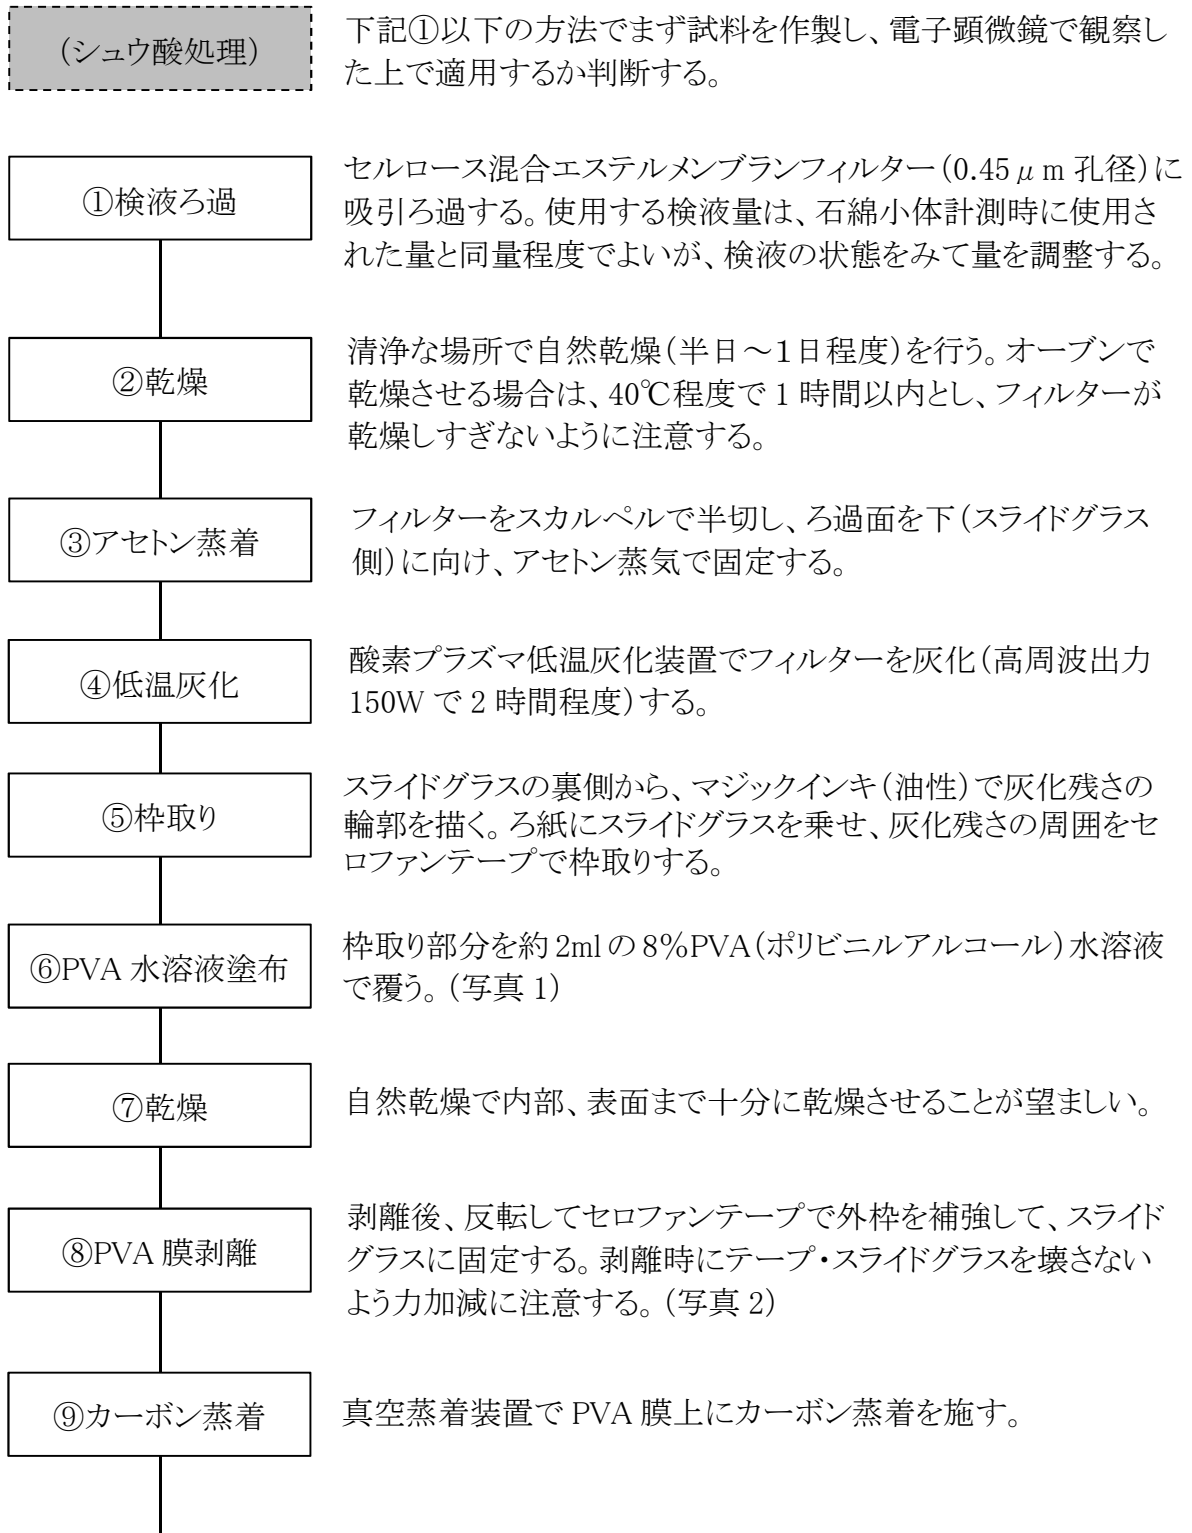 (シュウ酸処理)
下記①以下の方法でまず試料を作製し、電子顕微鏡で観察し
た上で適用するか判断する。
①検液ろ過
セルロース混合エステルメンブランフィルター(0.45μm 孔径)に
吸引ろ過する。使用する検液量は、石綿小体計測時に使用さ
れた量と同量程度でよいが、検液の状態をみて量を調整する。
②乾燥
清浄な場所で自然乾燥(半日～1日程度)を行う。オーブンで
乾燥させる場合は、40℃程度で 1 時間以内とし、フィルターが
乾燥しすぎないように注意する。
③アセトン蒸着
フィルターをスカルペルで半切し、ろ過面を下(スライドグラス
側)に向け、アセトン蒸気で固定する。
④低温灰化
酸素プラズマ低温灰化装置でフィルターを灰化(高周波出力
150W で 2 時間程度)する。
⑤枠取り
スライドグラスの裏側から、マジックインキ(油性)で灰化残さの
輪郭を描く。ろ紙にスライドグラスを乗せ、灰化残さの周囲をセ
ロファンテープで枠取りする。
⑥PVA 水溶液塗布
枠取り部分を約 2ml の 8%PVA(ポリビニルアルコール)水溶液
で覆う。(写真 1)
⑦乾燥
自然乾燥で内部、表面まで十分に乾燥させることが望ましい。
⑧PVA 膜剥離
剥離後、反転してセロファンテープで外枠を補強して、スライド
グラスに固定する。剥離時にテープ・スライドグラスを壊さない
よう力加減に注意する。(写真 2)
⑨カーボン蒸着
真空蒸着装置で PVA 膜上にカーボン蒸着を施す。